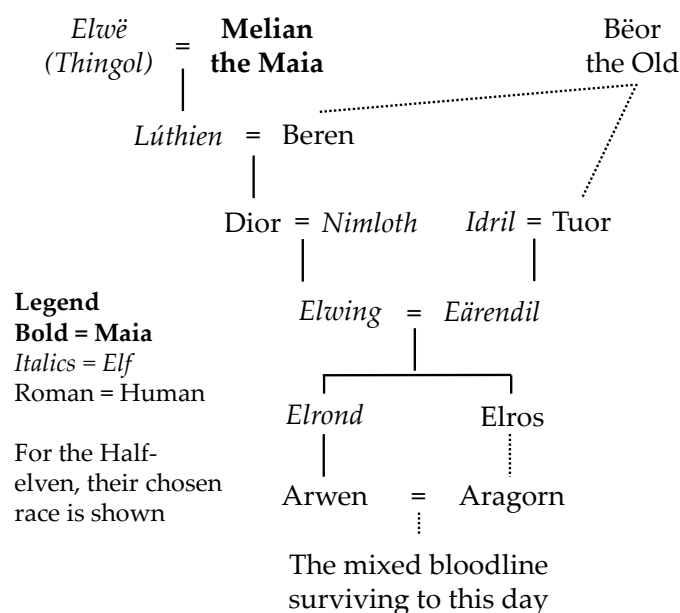 Elwë
(Thingol)
=
Melian
the Maia
Bëor
the Old
Lúthien = Beren
Dior = Nimloth
Idril = Tuor
Elwing = Eärendil
Legend
Bold = Maia
Italics = Elf
Roman = Human
For the Half-
elven, their chosen
race is shown
Elrond
Elros
Arwen = Aragorn
The mixed bloodline
surviving to this day